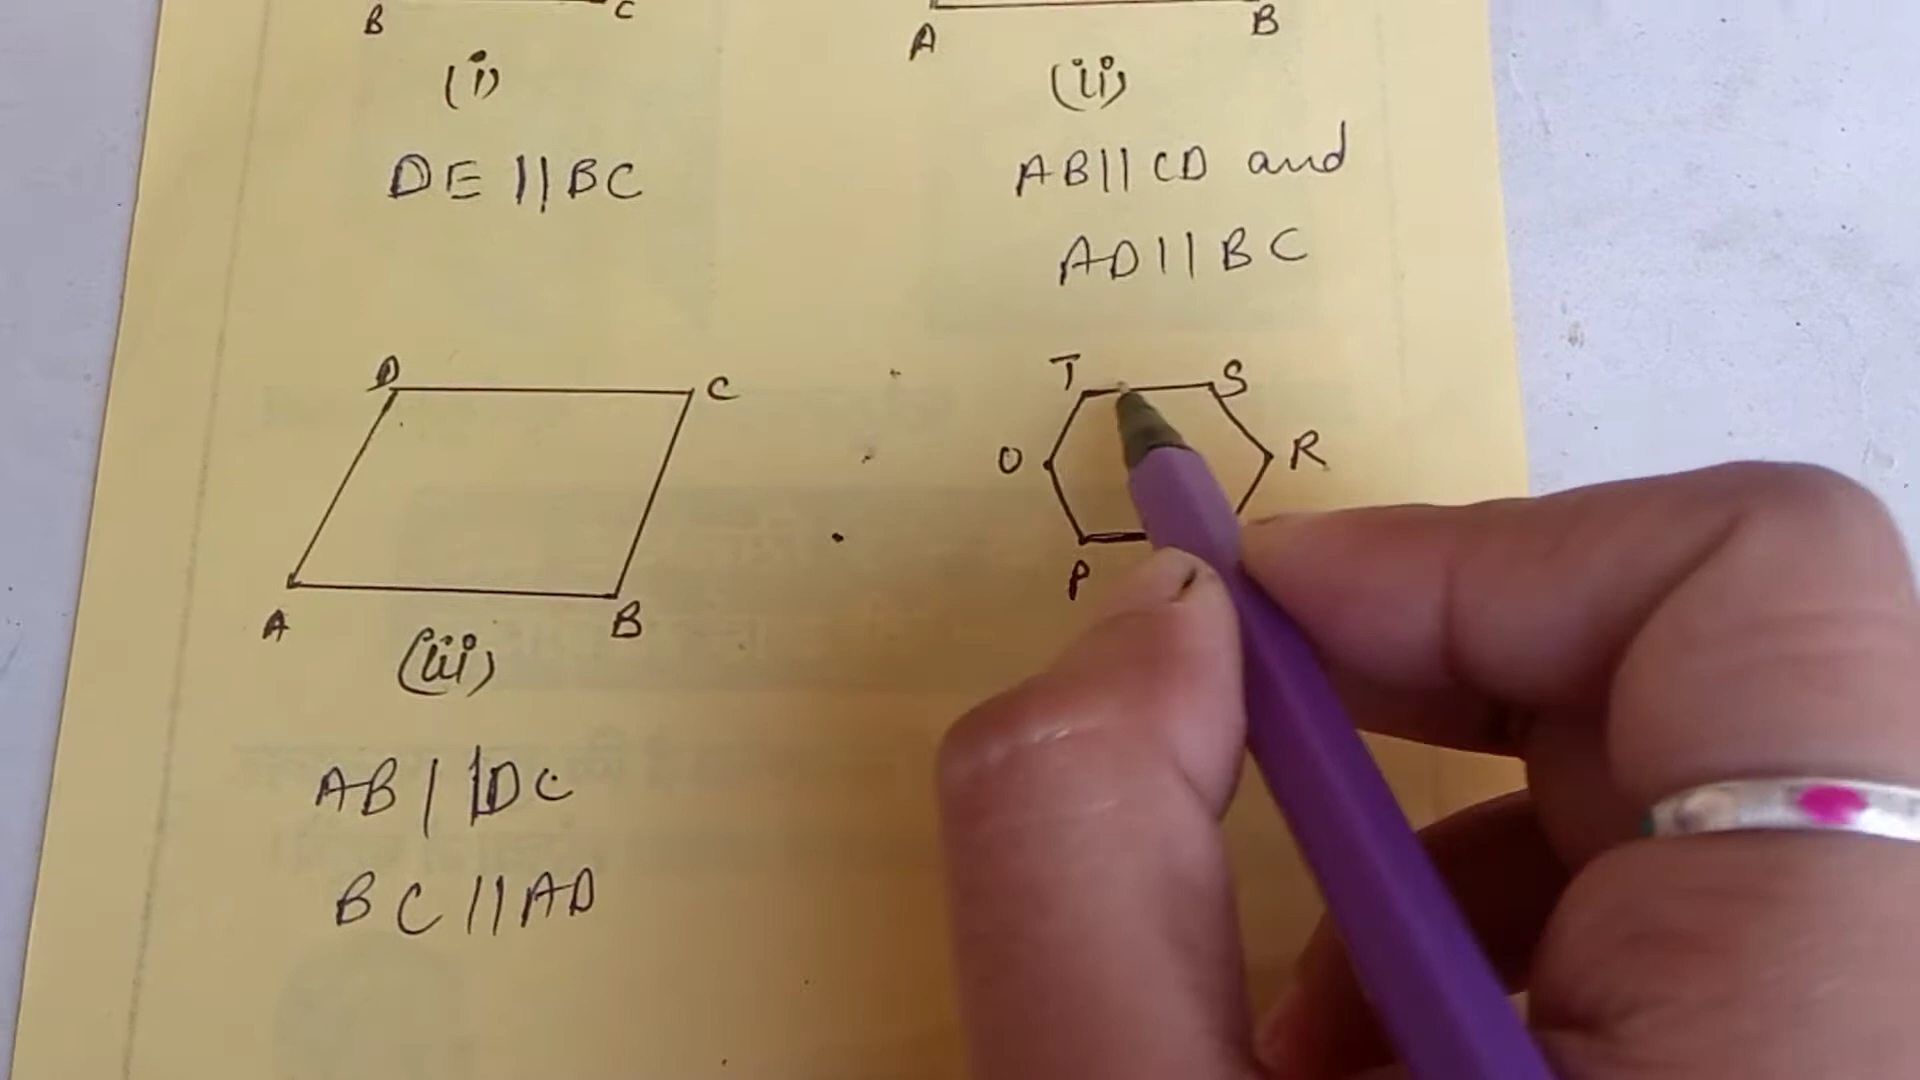 B C
A B
(i)
(ii)
DE || BC
AB || CD and
AD || BC
D C
T S
O R
P
A B
(iii)
AB || DC
BC || AD